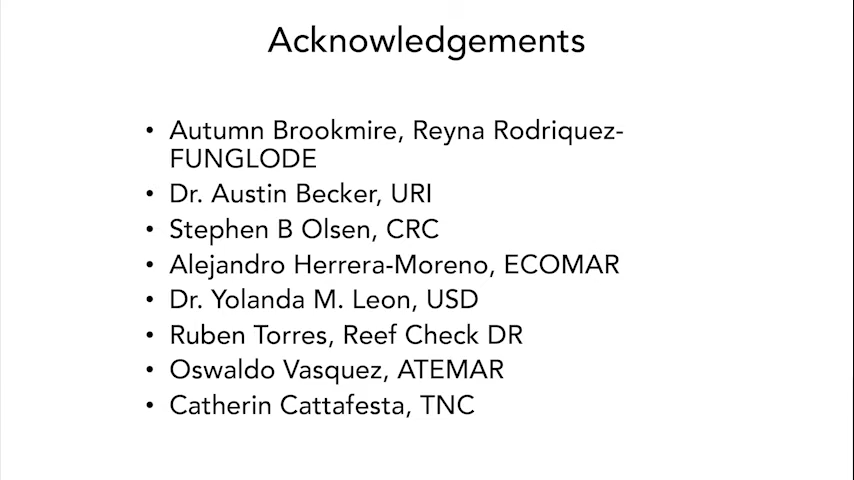 Acknowledgements
• Autumn Brookmire, Reyna Rodriquez-
FUNGLODE
• Dr. Austin Becker, URI
• Stephen B Olsen, CRC
• Alejandro Herrera-Moreno, ECOMAR
• Dr. Yolanda M. Leon, USD
• Ruben Torres, Reef Check DR
• Oswaldo Vasquez, ATEMAR
• Catherin Cattafesta, TNC